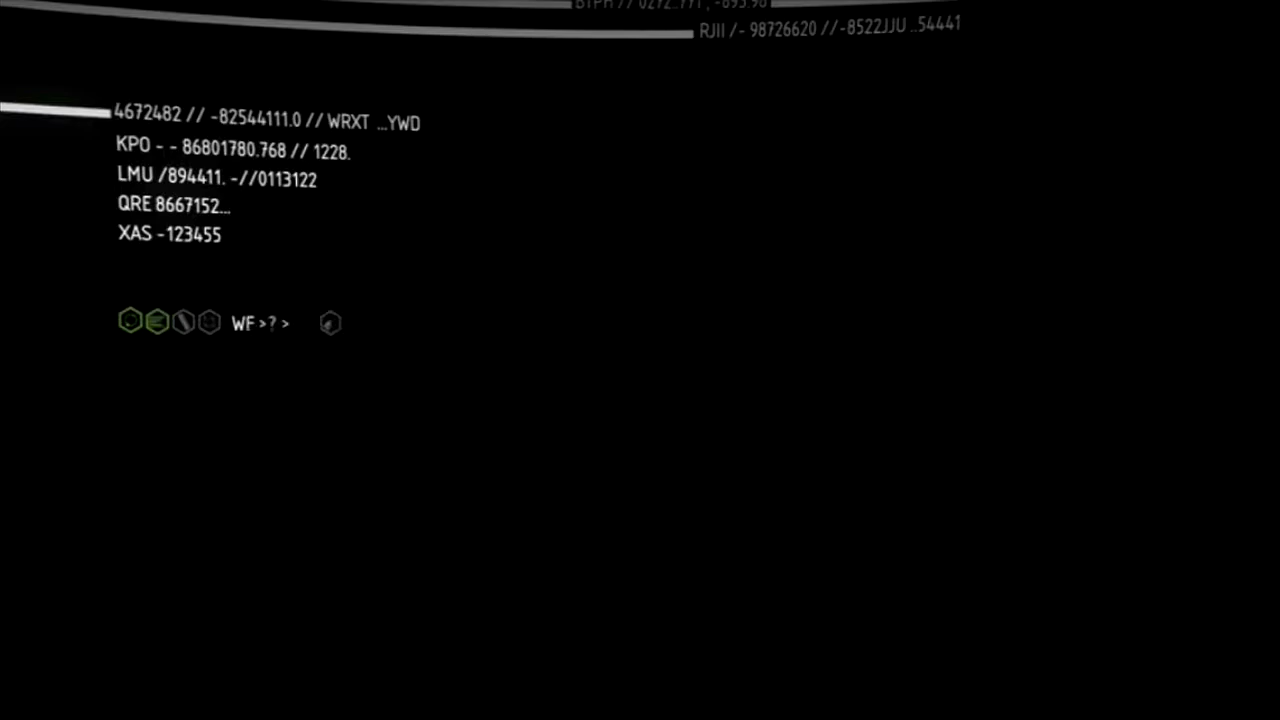 RJII /- 98726620 //-8522JJU ..54441
4672482 // -82544111.0 // WRXT ...YWD
KPO - - 86801780.768 // 1228.
LMU /894411. -//0113122
QRE 8667152...
XAS -123455
WF >? >